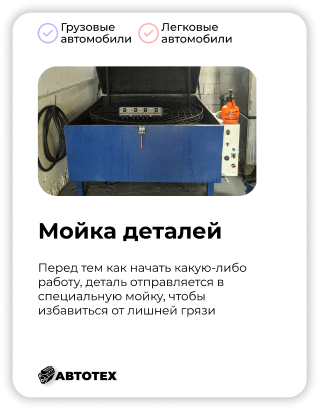 Грузовые
автомобили
Легковые
автомобили
Мойка деталей
Перед тем как начать какую-либо
работу, деталь отправляется в
специальную мойку, чтобы
избавиться от лишней грязи
АВТОТЕХ